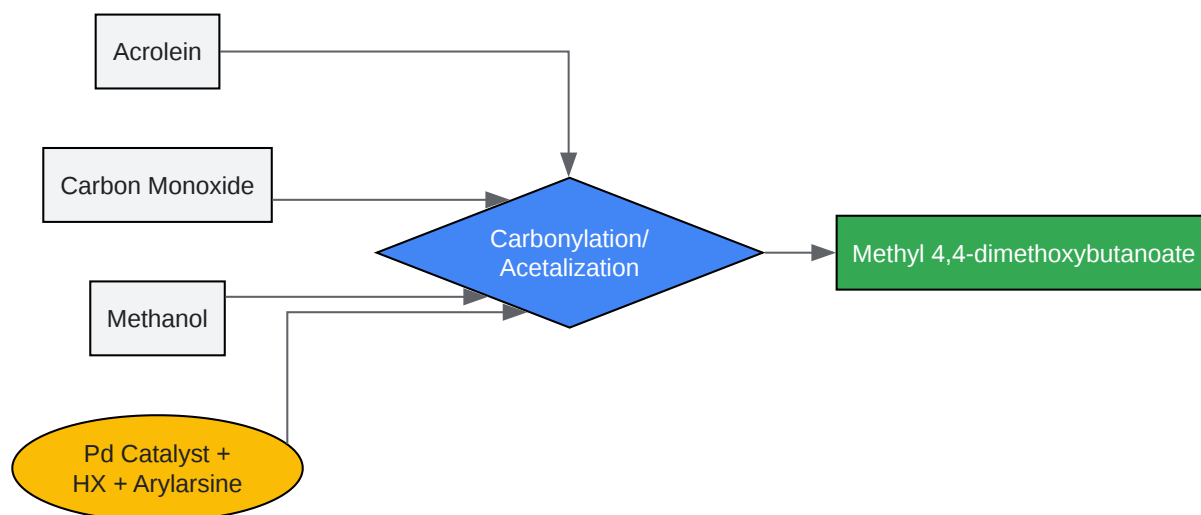 Acrolein
Carbon Monoxide
Carbonylation/
Acetalization
Methyl 4,4-dimethoxybutanoate
Methanol
Pd Catalyst +
HX + Arylarsine